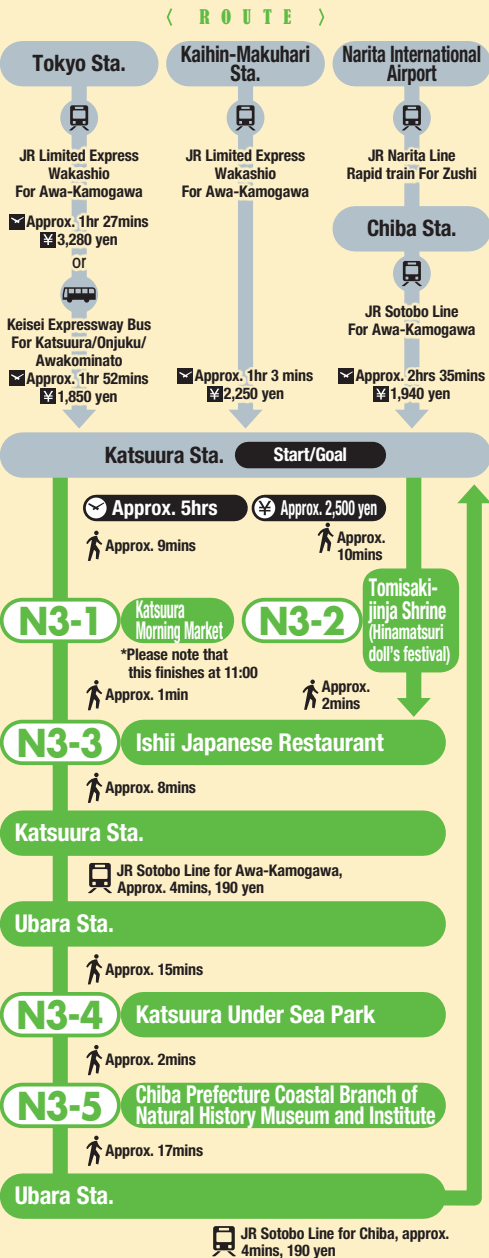 〈 ROUTE 〉
Tokyo Sta.
JR Limited Express
Wakashio
For Awa-Kamogawa
Approx. 1hr 27mins
¥3,280 yen
or
Keisei Expressway Bus
For Katsuura/Onjuku/
Awakominato
Approx. 1hr 52mins
¥1,850 yen
Kaihin-Makuhari
Sta.
JR Limited Express
Wakashio
For Awa-Kamogawa
Approx. 1hr 3 mins
¥2,250 yen
Narita International
Airport
JR Narita Line
Rapid train For Zushi
Chiba Sta.
JR Sotobo Line
For Awa-Kamogawa
Approx. 2hrs 35mins
¥1,940 yen
Katsuura Sta. Start/Goal
Approx. 5hrs
¥ Approx. 2,500 yen
Approx. 9mins
N3-1 Katsuura
Morning Market
*Please note that
this finishes at 11:00
Approx. 1min
Approx.
10mins
N3-2 Tomisaki-
jinja Shrine
(Hinamatsuri
doll's festival)
Approx.
2mins
N3-3 Ishii Japanese Restaurant
Approx. 8mins
Katsuura Sta.
JR Sotobo Line for Awa-Kamogawa,
Approx. 4mins, 190 yen
Ubara Sta.
Approx. 15mins
N3-4 Katsuura Under Sea Park
Approx. 2mins
N3-5 Chiba Prefecture Coastal Branch of
Natural History Museum and Institute
Approx. 17mins
Ubara Sta.
JR Sotobo Line for Chiba, approx.
4mins, 190 yen